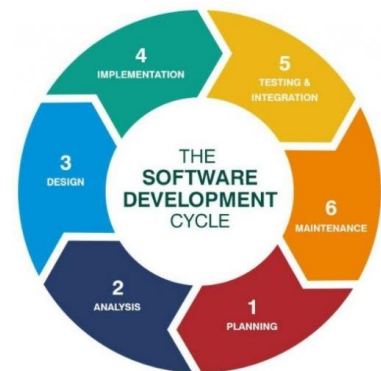 THE
SOFTWARE
DEVELOPMENT
CYCLE
1
PLANNING
2
ANALYSIS
3
DESIGN
4
IMPLEMENTATION
5
TESTING &
INTEGRATION
6
MAINTENANCE